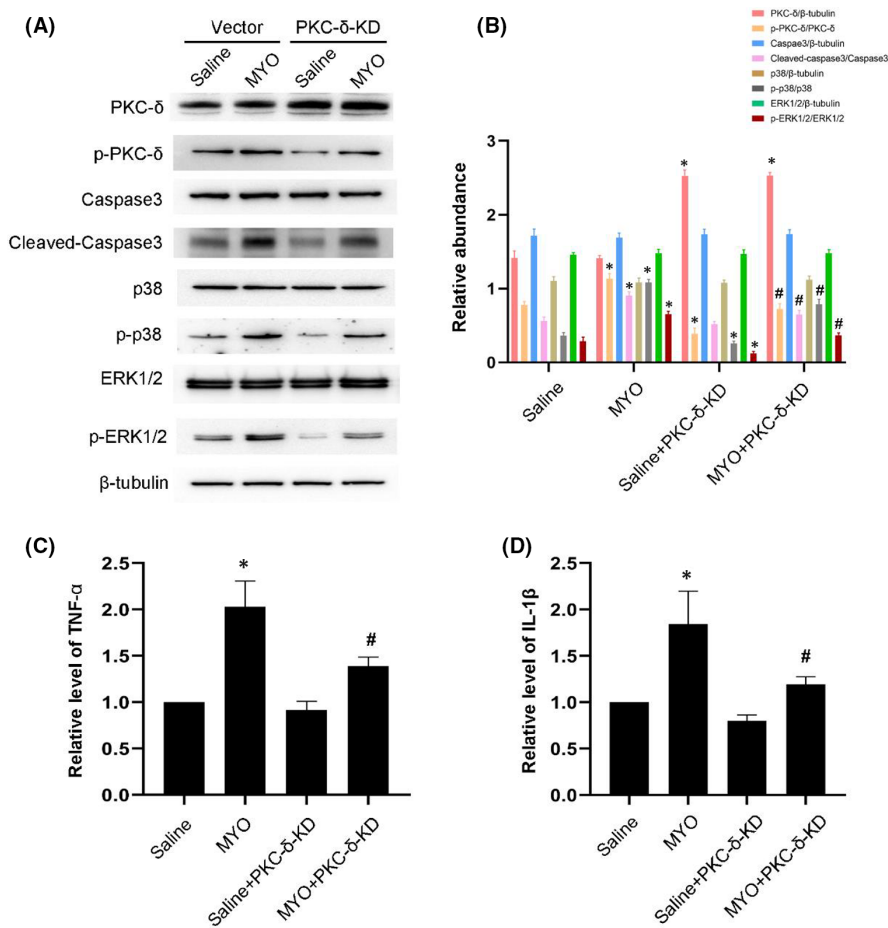 (A)
Vector PKC-δ-KD
Saline MYO Saline MYO
PKC-δ
p-PKC-δ
Caspase3
Cleaved-Caspase3
p38
p-p38
ERK1/2
p-ERK1/2
β-tubulin
(B)
PKC-δ/β-tubulin
p-PKC-δ/PKC-δ
Caspae3/β-tubulin
Cleaved-caspase3/Caspase3
p38/β-tubulin
p-p38/p38
ERK1/2/β-tubulin
p-ERK1/2/ERK1/2
Relative abundance
3
2
1
0
* * * * * * * * * # # # #
Saline MYO Saline+PKC-δ-KD MYO+PKC-δ-KD
(C)
Relative level of TNF-α
2.5
2.0
1.5
1.0
0.5
0.0
* #
Saline MYO Saline+PKC-δ-KD MYO+PKC-δ-KD
(D)
Relative level of IL-1β
2.5
2.0
1.5
1.0
0.5
0.0
* #
Saline MYO Saline+PKC-δ-KD MYO+PKC-δ-KD